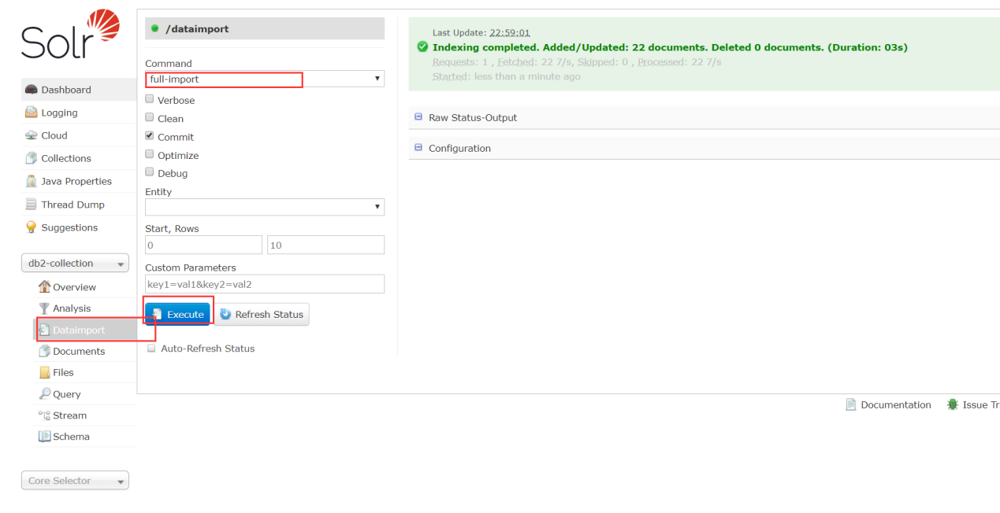 Solr
Dashboard
Logging
Cloud
Collections
Java Properties
Thread Dump
Suggestions
db2-collection
Overview
Analysis
Dataimport
Documents
Files
Query
Stream
Schema
Core Selector
/dataimport
Command
full-import
Verbose
Clean
Commit
Optimize
Debug
Entity
Start, Rows
0 10
Custom Parameters
key1=val1&key2=val2
Execute Refresh Status
Auto-Refresh Status
Last Update: 22:59:01
Indexing completed. Added/Updated: 22 documents. Deleted 0 documents. (Duration: 03s)
Requests: 1 , Fetched: 22 7/s, Skipped: 0 , Processed: 22 7/s
Started: less than a minute ago
Raw Status-Output
Configuration
Documentation Issue Tr